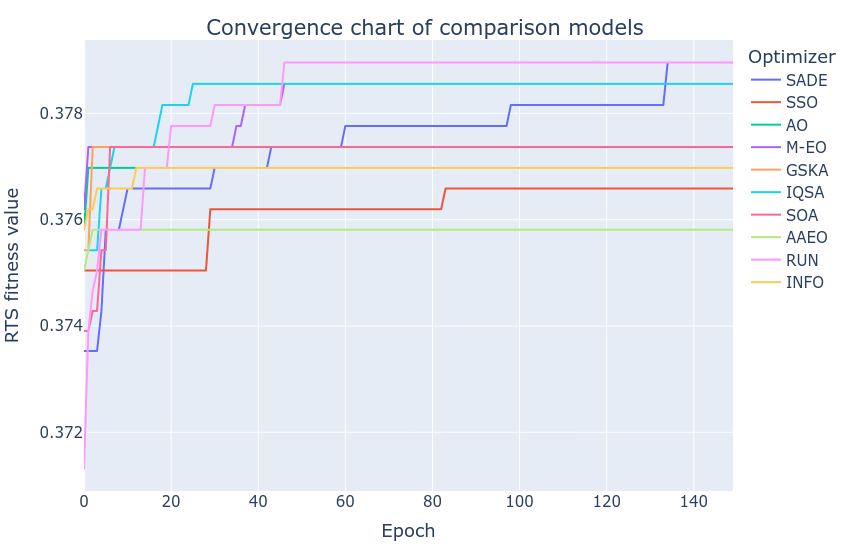 Convergence chart of comparison models
Optimizer
SADE
SSO
AO
M-EO
GSKA
IQSA
SOA
AAEO
RUN
INFO
RTS fitness value
0.378
0.376
0.374
0.372
0 20 40 60 80 100 120 140
Epoch